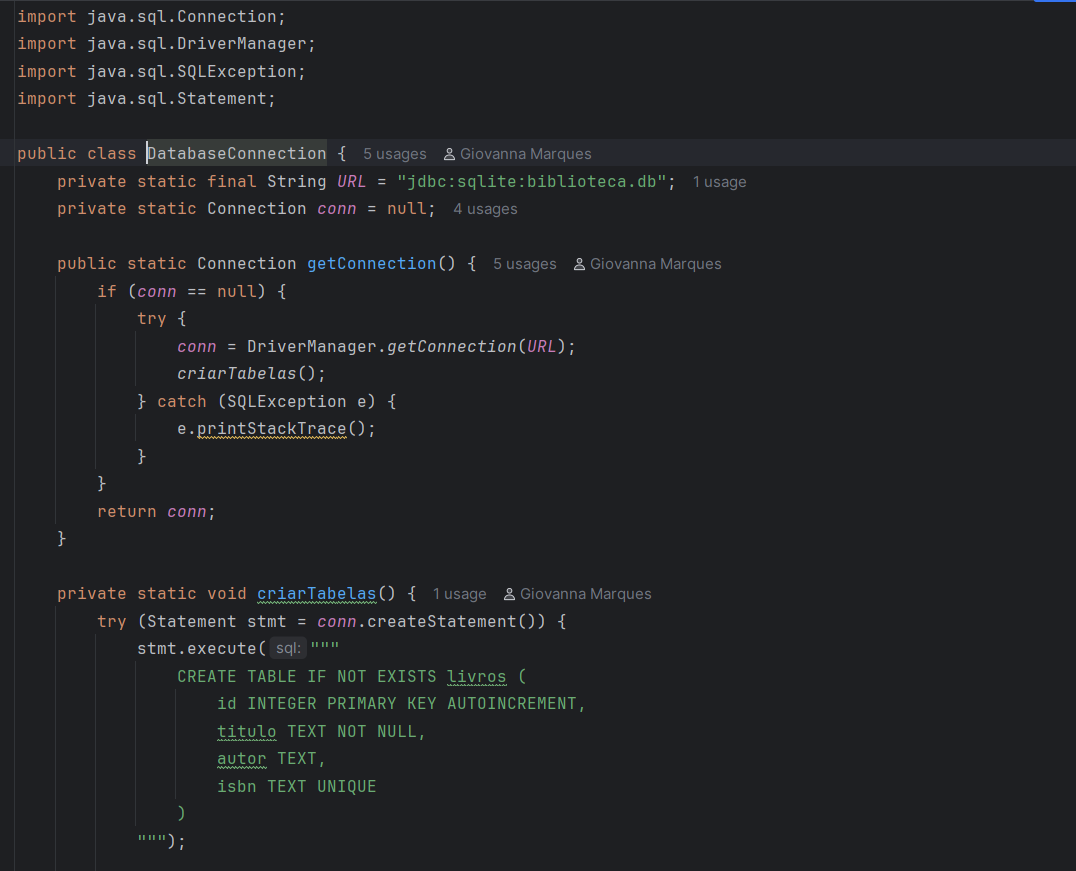 import java.sql.Connection;
import java.sql.DriverManager;
import java.sql.SQLException;
import java.sql.Statement;
public class DatabaseConnection { 5 usages Giovanna Marques
private static final String URL = "jdbc:sqlite:biblioteca.db"; 1 usage
private static Connection conn = null; 4 usages
public static Connection getConnection() { 5 usages Giovanna Marques
if (conn == null) {
try {
conn = DriverManager.getConnection(URL);
criarTabelas();
} catch (SQLException e) {
e.printStackTrace();
}
}
return conn;
}
private static void criarTabelas() { 1 usage Giovanna Marques
try (Statement stmt = conn.createStatement()) {
stmt.execute( sql: """
CREATE TABLE IF NOT EXISTS livros (
id INTEGER PRIMARY KEY AUTOINCREMENT,
titulo TEXT NOT NULL,
autor TEXT,
isbn TEXT UNIQUE
)
""");